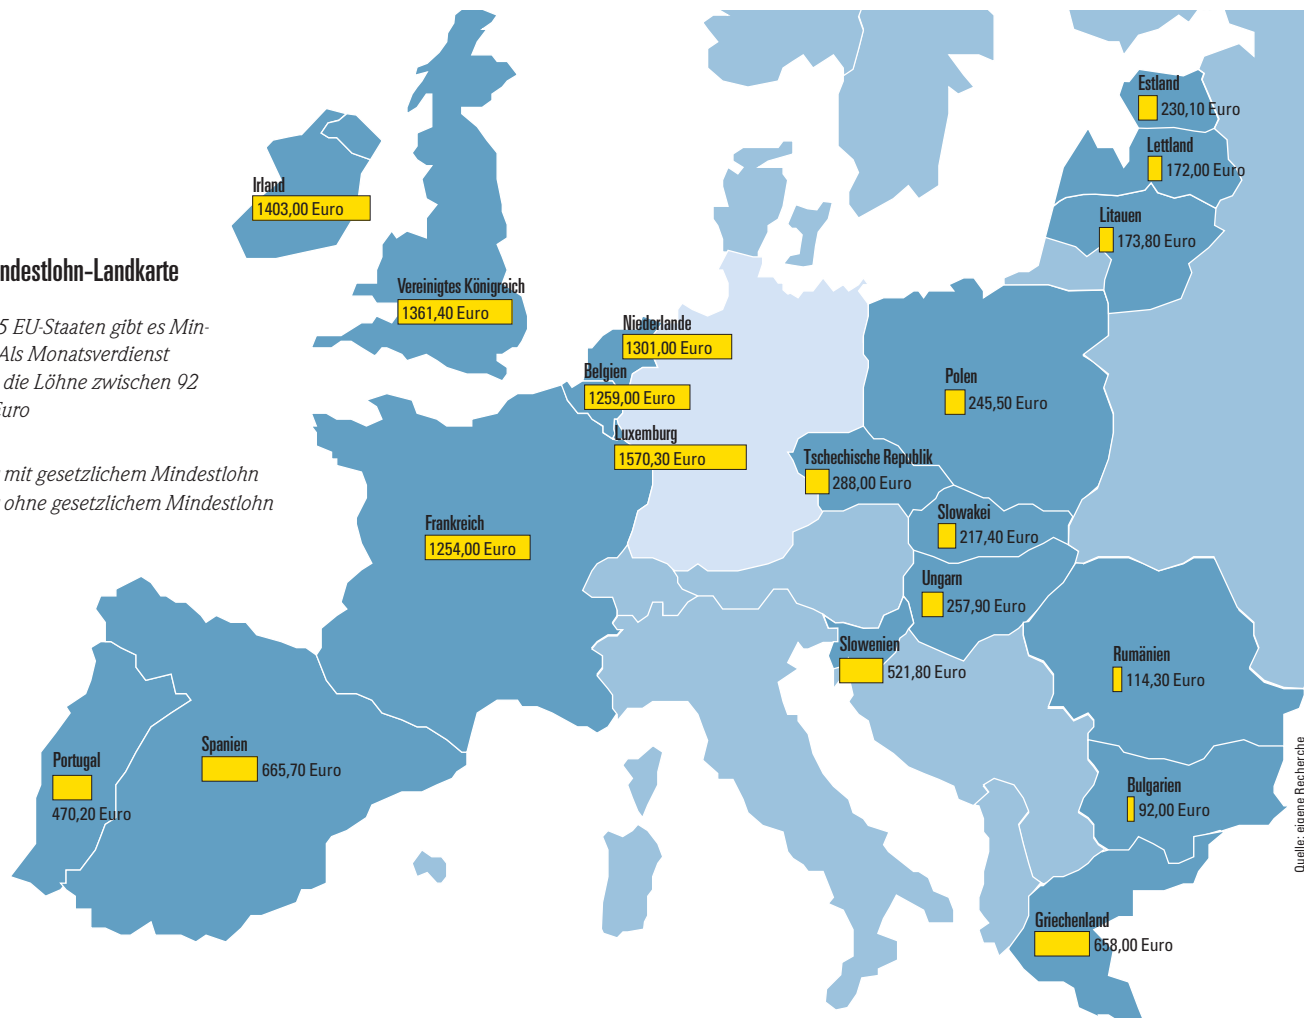 ndestlohn-Landkarte
5 EU-Staaten gibt es Min-
Als Monatsverdienst
die Löhne zwischen 92
Euro
mit gesetzlichem Mindestlohn
ohne gesetzlichem Mindestlohn
Estland
230,10 Euro
Lettland
172,00 Euro
Litauen
173,80 Euro
Irland
1403,00 Euro
Vereinigtes Königreich
1361,40 Euro
Niederlande
1301,00 Euro
Belgien
1259,00 Euro
Luxemburg
1570,30 Euro
Polen
245,50 Euro
Tschechische Republik
288,00 Euro
Slowakei
217,40 Euro
Frankreich
1254,00 Euro
Ungarn
257,90 Euro
Slowenien
521,80 Euro
Rumänien
114,30 Euro
Spanien
665,70 Euro
Portugal
470,20 Euro
Bulgarien
92,00 Euro
Griechenland
658,00 Euro
Quelle: eigene Recherche